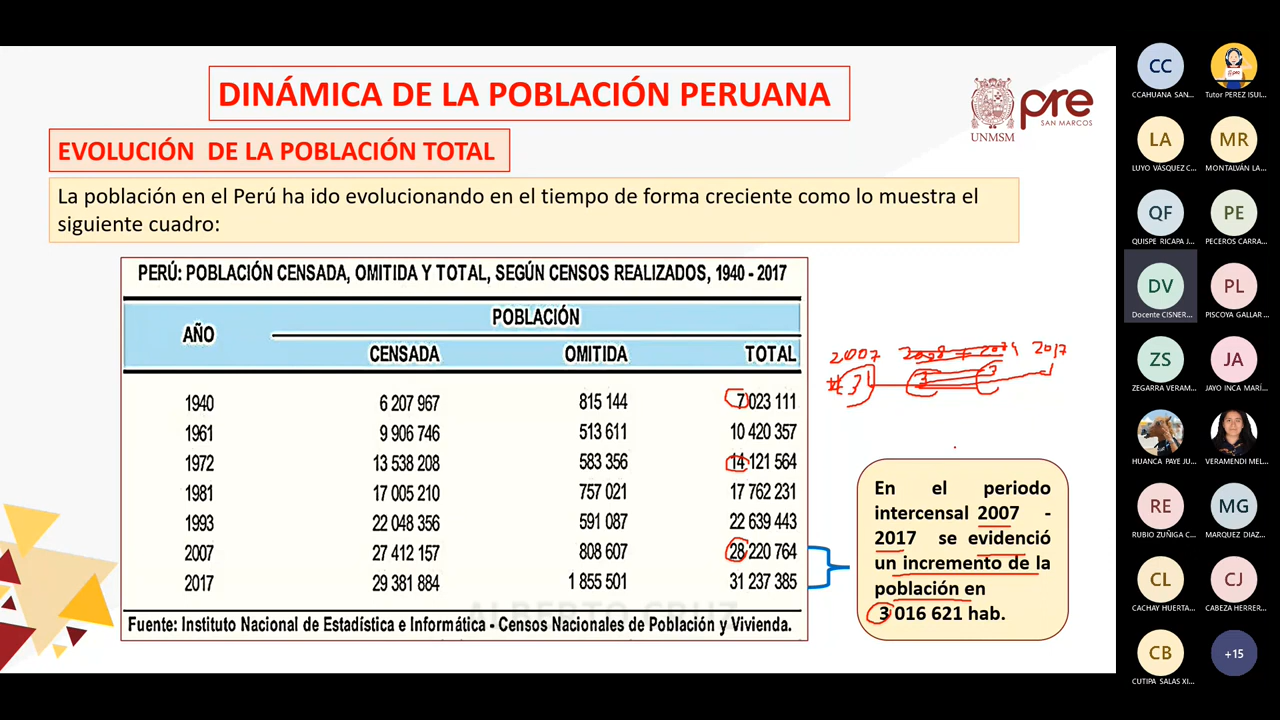 DINÁMICA DE LA POBLACIÓN PERUANA
UNMSM
pre
SAN MARCOS
EVOLUCIÓN DE LA POBLACIÓN TOTAL
La población en el Perú ha ido evolucionando en el tiempo de forma creciente como lo muestra el
siguiente cuadro:
PERÚ: POBLACIÓN CENSADA, OMITIDA Y TOTAL, SEGÚN CENSOS REALIZADOS, 1940 - 2017
AÑO
POBLACIÓN
CENSADA OMITIDA TOTAL
1940 6 207 967 815 144 7 023 111
1961 9 906 746 513 611 10 420 357
1972 13 538 208 583 356 14 121 564
1981 17 005 210 757 021 17 762 231
1993 22 048 356 591 087 22 639 443
2007 27 412 157 808 607 28 220 764
2017 29 381 884 1 855 501 31 237 385
ALBERTO CRUZ
Fuente: Instituto Nacional de Estadística e Informática - Censos Nacionales de Población y Vivienda.
2007 2017
En el periodo
intercensal 2007 -
2017 se evidenció
un incremento de la
población en
3 016 621 hab.
CC
CCAHUANA SAN...
Tutor PEREZ ISUI...
LA
LUYO VÁSQUEZ C...
MR
MONTALVÁN LA...
QF
QUISPE RICAPA J...
PE
PECEROS CARRA...
DV
Docente CISNER...
PL
PISCOYA GALLAR ...
ZS
ZEGARRA VERAM...
JA
JAYO INCA MARÍ...
HUANCA PAYE JU...
VERAMENDI MEL...
RE
RUBIO ZUÑIGA C...
MG
MARQUEZ DIAZ...
CL
CACHAY HUERTA...
CJ
CABEZA HERRER...
CB
CUTIPA SALAS XI...
+15